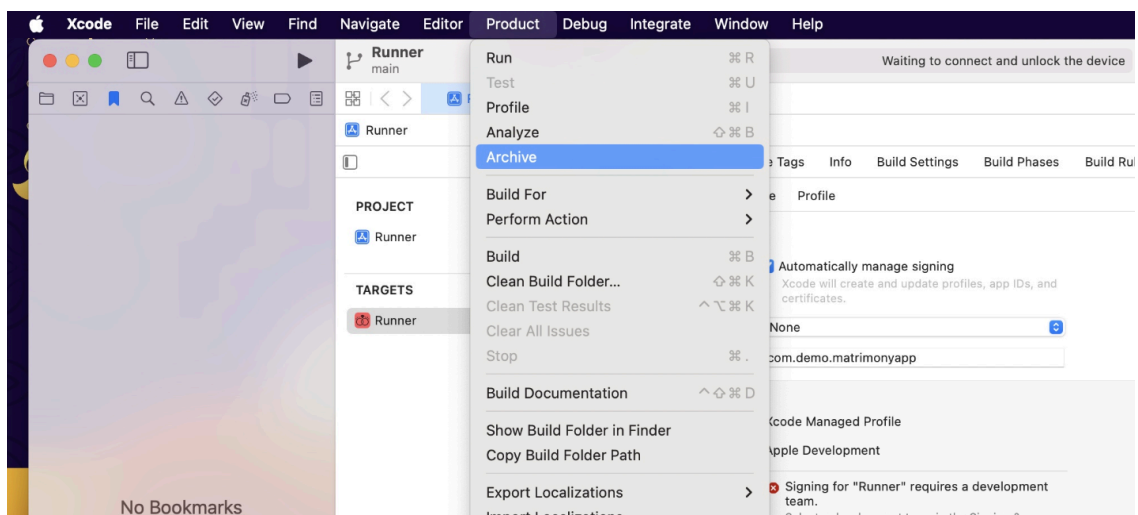 Xcode File Edit View Find Navigate Editor Product Debug Integrate Window Help
Runner
main
Waiting to connect and unlock the device
Runner
Tags Info Build Settings Build Phases Build Rul
Profile
PROJECT
Runner
TARGETS
Runner
No Bookmarks
Run ⌘ R
Test ⌘ U
Profile ⌘ I
Analyze ⇧ ⌘ B
Archive
Build For
Perform Action
Build ⌘ B
Clean Build Folder... ⇧ ⌘ K
Clean Test Results ^ ⌥ ⌘ K
Clear All Issues
Stop ⌘ .
Build Documentation ^ ⇧ ⌘ D
Show Build Folder in Finder
Copy Build Folder Path
Export Localizations
Automatically manage signing
Xcode will create and update profiles, app IDs, and
certificates.
None
com.demo.matrimonyapp
Xcode Managed Profile
Apple Development
Signing for "Runner" requires a development
team.